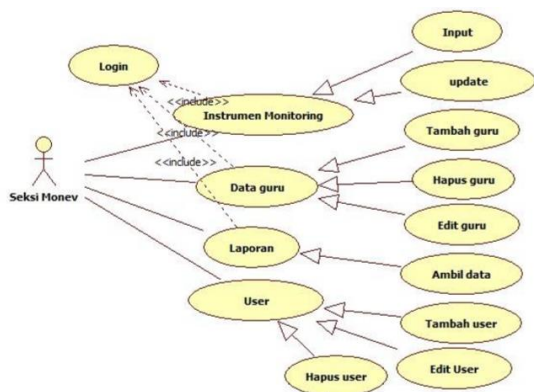 Input
Login
update
<<include>>
Instrumen Monitoring
<<include>>
Tambah guru
<<include>>
Data guru
Hapus guru
Seksi Monev
Edit guru
Laporan
Ambil data
User
Tambah user
Edit User
Hapus user